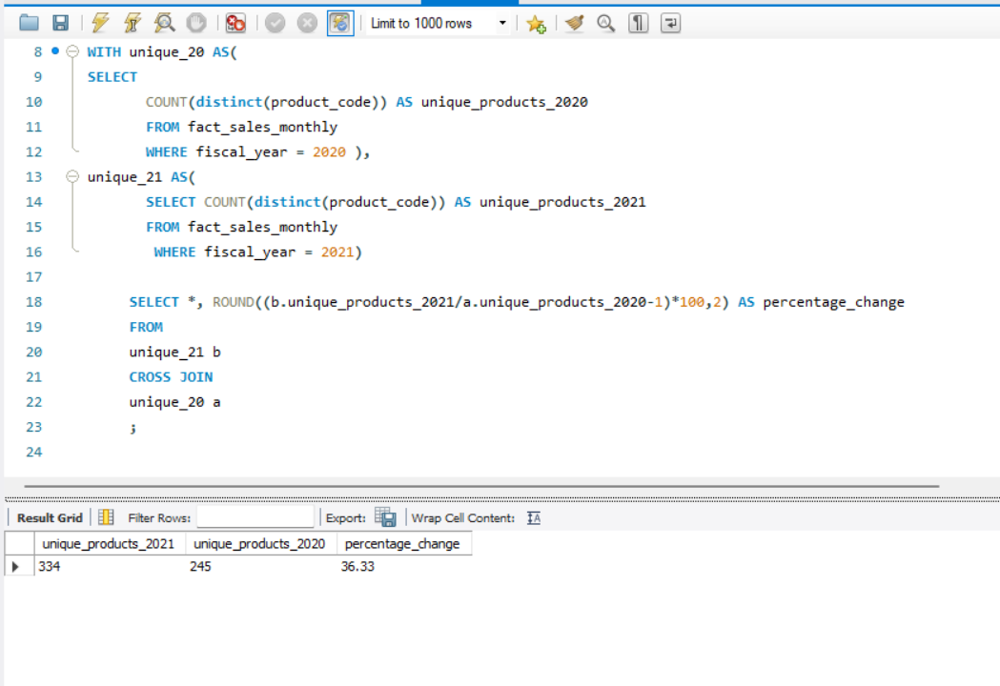 Limit to 1000 rows
8 WITH unique_20 AS(
9 SELECT
10 COUNT(distinct(product_code)) AS unique_products_2020
11 FROM fact_sales_monthly
12 WHERE fiscal_year = 2020 ),
13 unique_21 AS(
14 SELECT COUNT(distinct(product_code)) AS unique_products_2021
15 FROM fact_sales_monthly
16 WHERE fiscal_year = 2021)
17
18 SELECT *, ROUND((b.unique_products_2021/a.unique_products_2020-1)*100,2) AS percentage_change
19 FROM
20 unique_21 b
21 CROSS JOIN
22 unique_20 a
23 ;
24
Result Grid Filter Rows: Export: Wrap Cell Content: IA
unique_products_2021 unique_products_2020 percentage_change
334 245 36.33